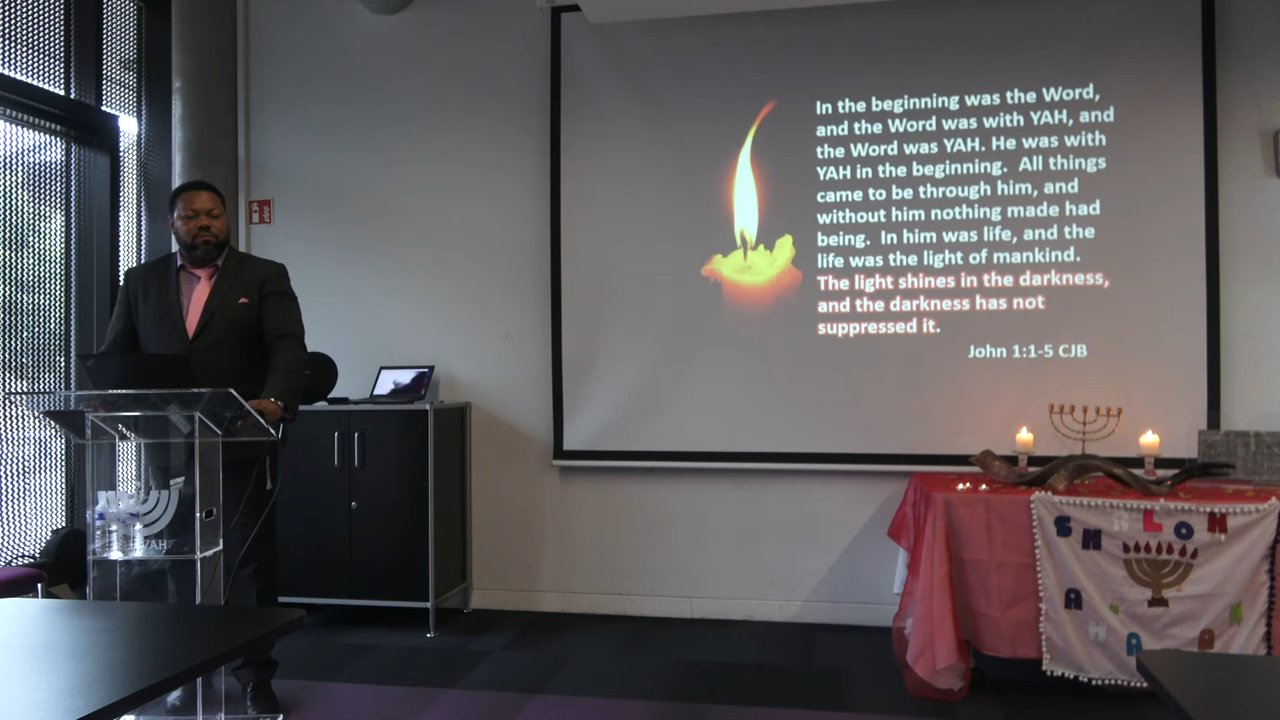 In the beginning was the Word,
and the Word was with YAH, and
the Word was YAH. He was with
YAH in the beginning.  All things
came to be through him, and
without him nothing made had
being.  In him was life, and the
life was the light of mankind.
The light shines in the darkness,
and the darkness has not
suppressed it.
John 1:1-5 CJB
SHALOM